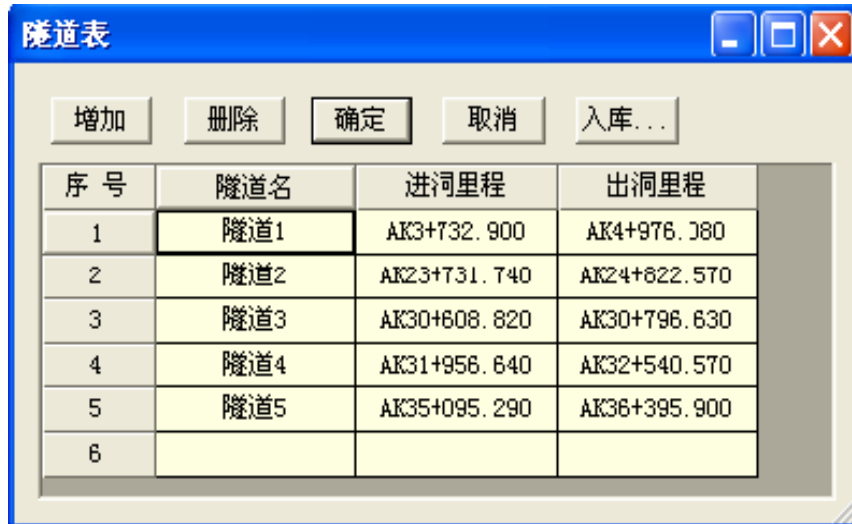 隧道表
增加 删除 确定 取消 入库...
序 号 隧道名 进洞里程 出洞里程
1 隧道1 AK3+732.900 AK4+976.080
2 隧道2 AK23+731.740 AK24+822.570
3 隧道3 AK30+608.820 AK30+796.630
4 隧道4 AK31+956.640 AK32+540.570
5 隧道5 AK35+095.290 AK36+395.900
6